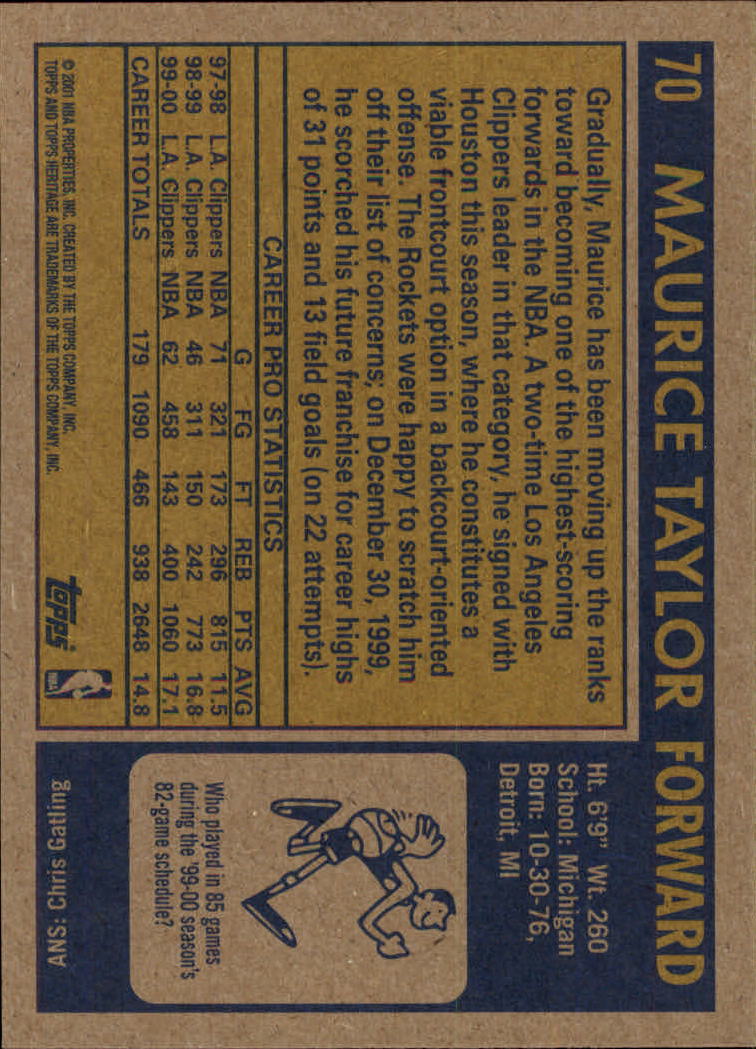 70 MAURICE TAYLOR FORWARD
Gradually, Maurice has been moving up the ranks
toward becoming one of the highest-scoring
forwards in the NBA. A two-time Los Angeles
Clippers leader in that category, he signed with
Houston this season, where he constitutes a
viable frontcourt option in a backcourt-oriented
offense. The Rockets were happy to scratch him
off their list of concerns; on December 30, 1999,
he scorched his future franchise for career highs
of 31 points and 13 field goals (on 22 attempts).
CAREER PRO STATISTICS
G FG FT REB PTS AVG
97-98 L.A. Clippers NBA 71 321 173 296 815 11.5
98-99 L.A. Clippers NBA 46 311 150 242 773 16.8
99-00 L.A. Clippers NBA 62 458 143 400 1060 17.1
CAREER TOTALS 179 1090 466 938 2648 14.8
© 2001 NBA PROPERTIES, INC. CREATED BY THE TOPPS COMPANY, INC.
TOPPS AND TOPPS HERITAGE ARE TRADEMARKS OF THE TOPPS COMPANY, INC.
topps
NBA
Ht. 6'9" Wt. 260
School: Michigan
Born: 10-30-76,
Detroit, MI
Who played in 85 games
during the '99-00 season's
82-game schedule?
ANS: Chris Gatling